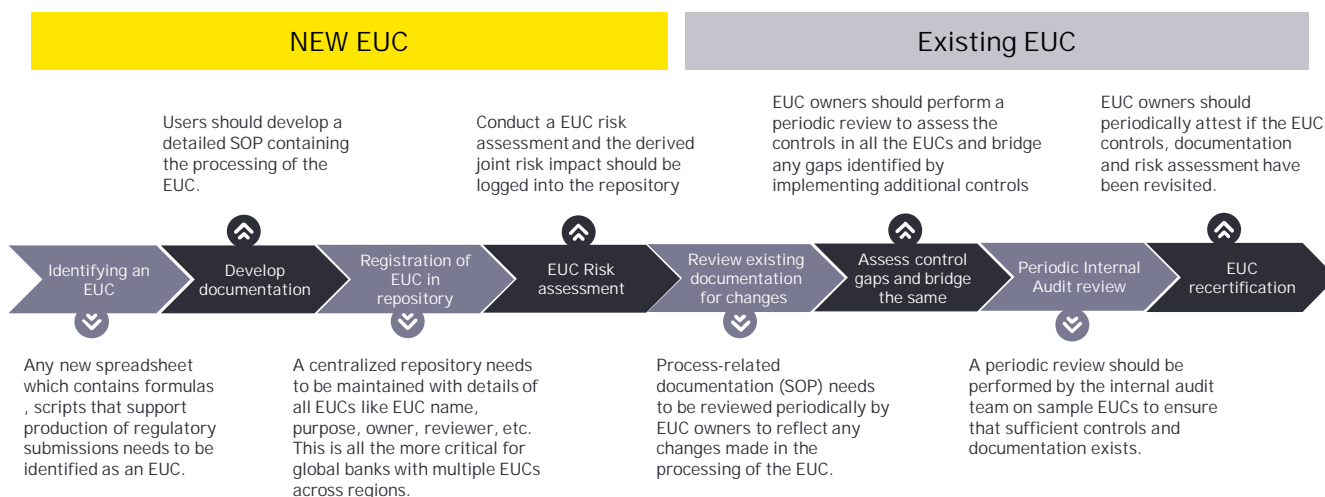 NEW EUC
Existing EUC
Users should develop a
detailed SOP containing
the processing of the
EUC.
Conduct a EUC risk
assessment and the derived
joint risk impact should be
logged into the repository
EUC owners should perform a
periodic review to assess the
controls in all the EUCs and bridge
any gaps identified by
implementing additional controls
EUC owners should
periodically attest if the EUC
controls, documentation
and risk assessment have
been revisited.
Identifying an
EUC
Develop
documentation
Registration of
EUC in
repository
EUC Risk
assessment
Review existing
documentation
for changes
Assess control
gaps and bridge
the same
Periodic Internal
Audit review
EUC
recertification
Any new spreadsheet
which contains formulas
, scripts that support
production of regulatory
submissions needs to be
identified as an EUC.
A centralized repository needs
to be maintained with details of
all EUCs like EUC name,
purpose, owner, reviewer, etc.
This is all the more critical for
global banks with multiple EUCs
across regions.
Process-related
documentation (SOP) needs
to be reviewed periodically by
EUC owners to reflect any
changes made in the
processing of the EUC.
A periodic review should be
performed by the internal audit
team on sample EUCs to ensure
that sufficient controls and
documentation exists.